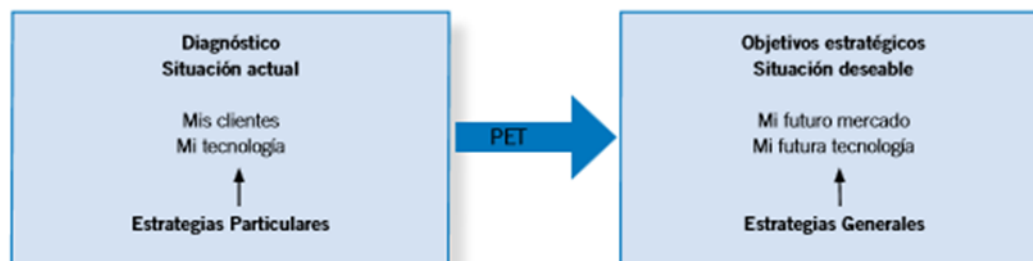 Diagnóstico
Situación actual
Mis clientes
Mi tecnología
Estrategias Particulares
PET
Objetivos estratégicos
Situación deseable
Mi futuro mercado
Mi futura tecnología
Estrategias Generales